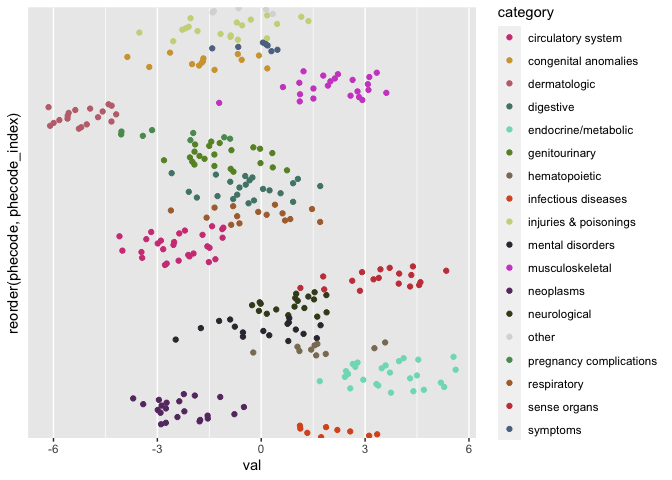 category
circulatory system
congenital anomalies
dermatologic
digestive
endocrine/metabolic
genitourinary
hematopoietic
infectious diseases
injuries & poisonings
mental disorders
musculoskeletal
neoplasms
neurological
other
pregnancy complications
respiratory
sense organs
symptoms
reorder(phecode, phecode_index)
-6 -3 0 3 6
val